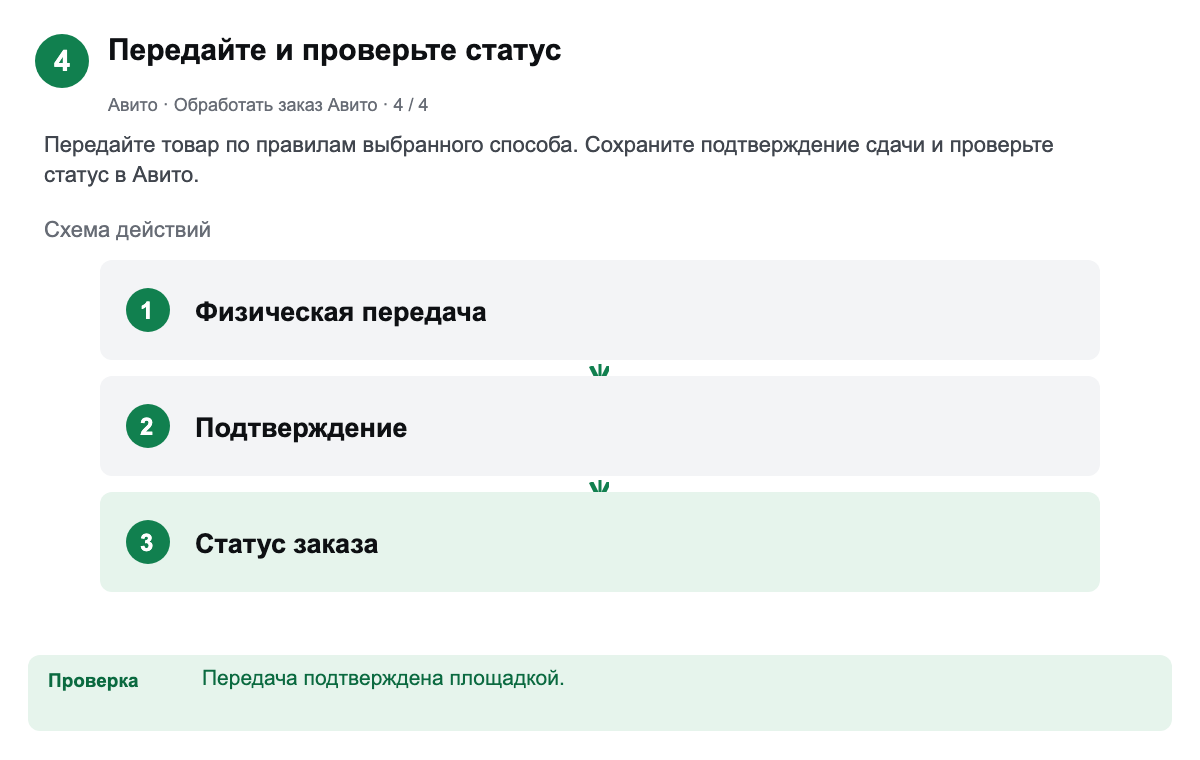 4
Передайте и проверьте статус
Авито · Обработать заказ Авито · 4 / 4
Передайте товар по правилам выбранного способа. Сохраните подтверждение сдачи и проверьте
статус в Авито.
Схема действий
1 Физическая передача
2 Подтверждение
3 Статус заказа
Проверка Передача подтверждена площадкой.